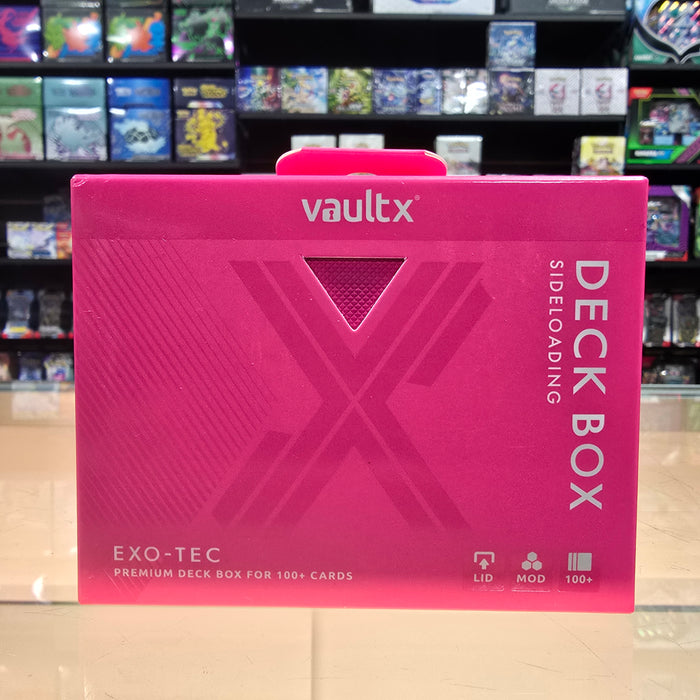 vaultx
DECK BOX
SIDELOADING
EXO-TEC
PREMIUM DECK BOX FOR 100+ CARDS
LID
MOD
100+